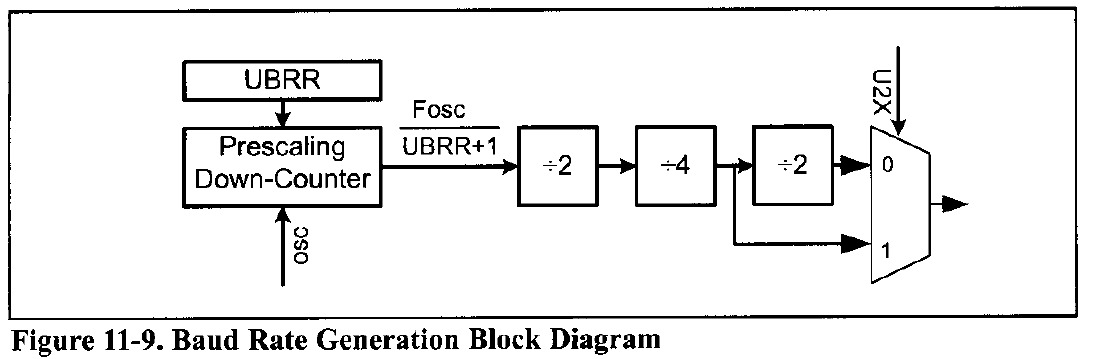 UBRR
Prescaling
Down-Counter
Fosc
UBRR+1
÷2
÷4
÷2
U2X
0
1
osc
Figure 11-9. Baud Rate Generation Block Diagram